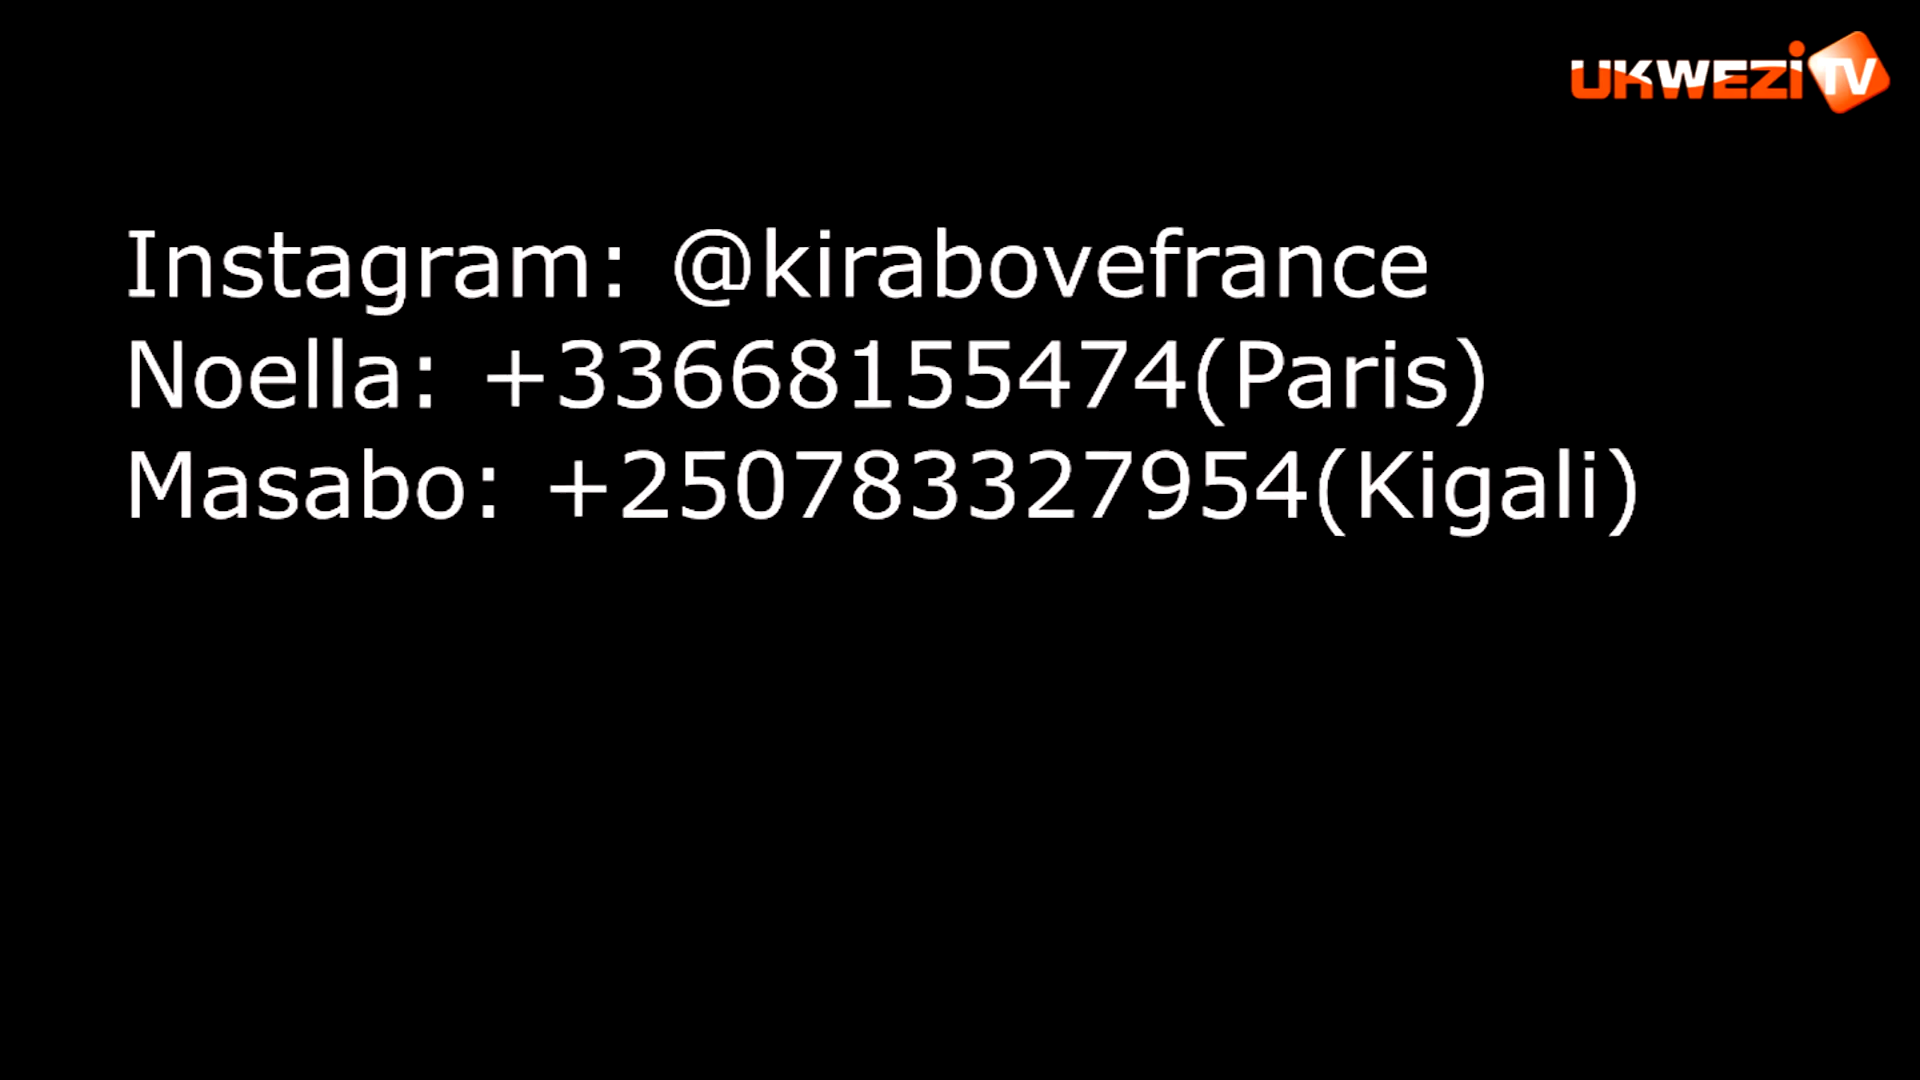 UKWEZI TV
Instagram: @kirabovefrance
Noella: +33668155474(Paris)
Masabo: +250783327954(Kigali)